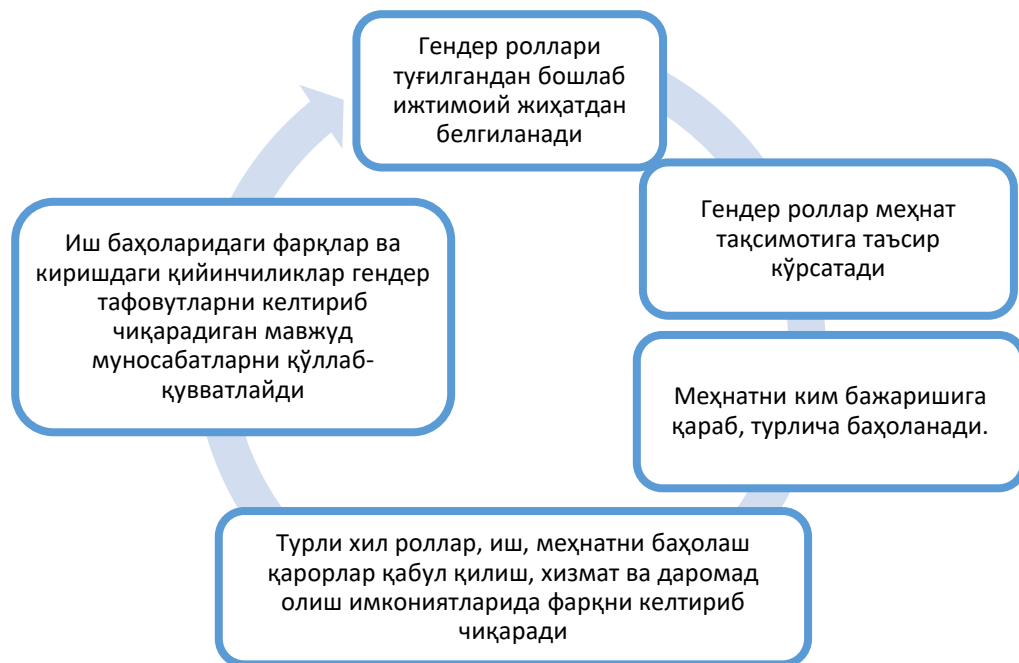 Гендер роллари
туғилгандан бошлаб
ижтимоий жиҳатдан
белгиланади
Гендер роллар меҳнат
тақсимотига таъсир
кўрсатади
Меҳнатни ким бажаришига
қараб, турлича баҳоланади.
Турли хил роллар, иш, меҳнатни баҳолаш
қарорлар қабул қилиш, хизмат ва даромад
олиш имкониятларида фарқни келтириб
чиқаради
Иш баҳоларидаги фарқлар ва
киришдаги қийинчиликлар гендер
тафовутларни келтириб
чиқарадиган мавжуд
муносабатларни қўллаб-
қувватлайди